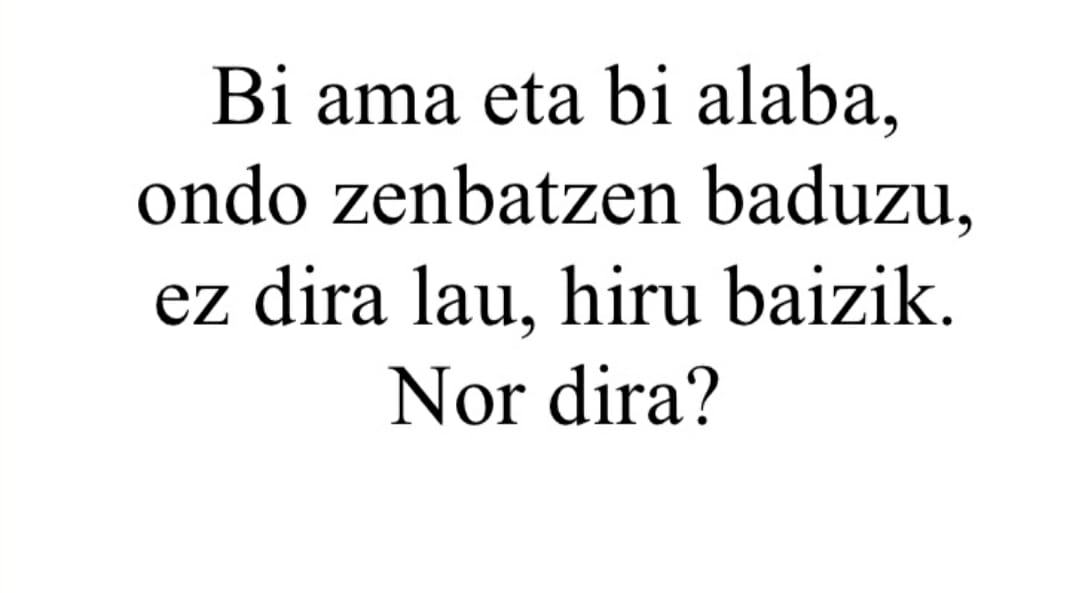 Bi ama eta bi alaba,
ondo zenbatzen baduzu,
ez dira lau, hiru baizik.
Nor dira?